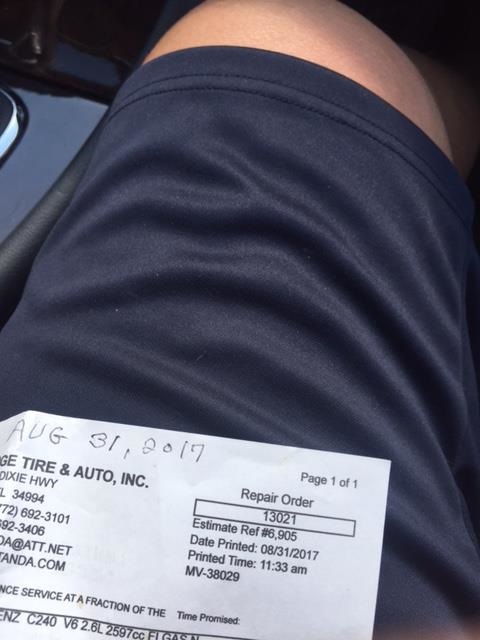 AUG 31, 2017
GE TIRE & AUTO, INC.
DIXIE HWY
L 34994
772) 692-3101
692-3406
DA@ATT.NET
TANDA.COM
Page 1 of 1
Repair Order
13021
Estimate Ref #6,905
Date Printed: 08/31/2017
Printed Time: 11:33 am
MV-38029
NCE SERVICE AT A FRACTION OF THE Time Promised:
ENZ C240 V6 2.6L 2597cc FI GAS N